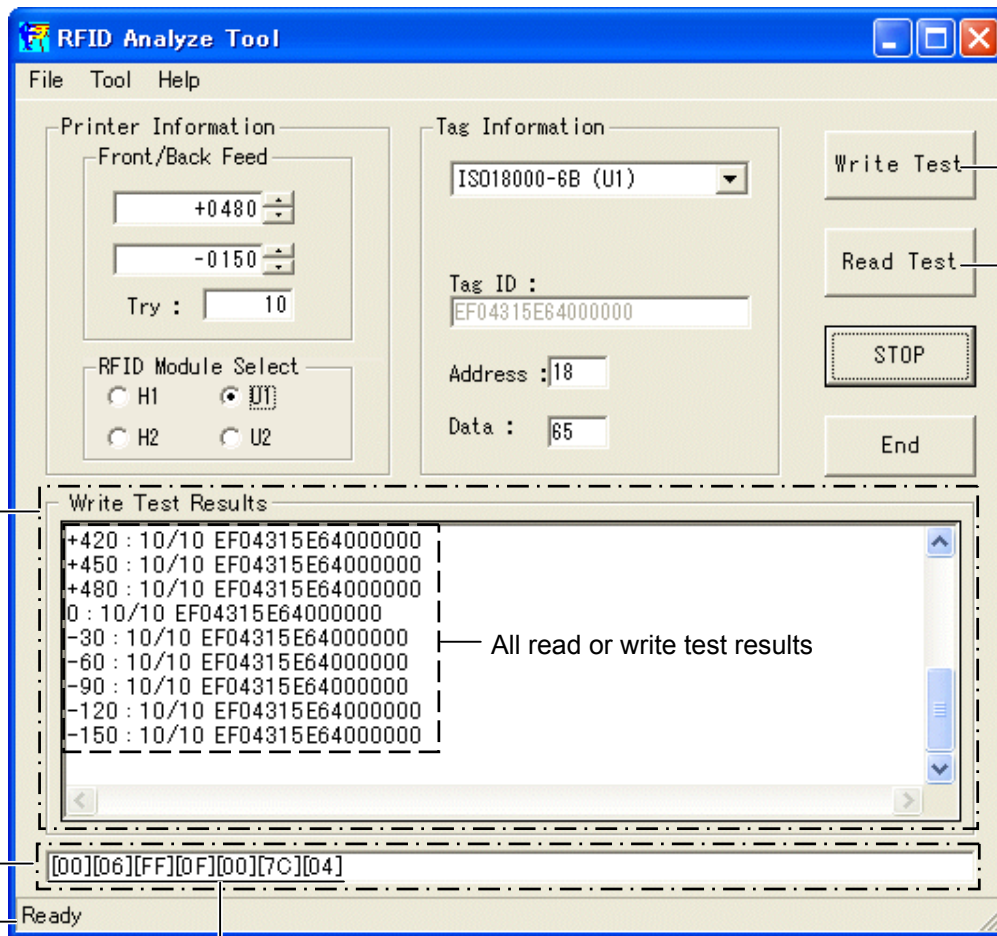 RFID Analyze Tool
File Tool Help
Printer Information
Front/Back Feed
+0480
-0150
Try : 10
RFID Module Select
H1 U1
H2 U2
Tag Information
ISO18000-6B (U1)
Tag ID :
EF04315E64000000
Address : 18
Data : 65
Write Test
Read Test
STOP
End
Write Test Results
+420 : 10/10 EF04315E64000000
+450 : 10/10 EF04315E64000000
+480 : 10/10 EF04315E64000000
0 : 10/10 EF04315E64000000
-30 : 10/10 EF04315E64000000
-60 : 10/10 EF04315E64000000
-90 : 10/10 EF04315E64000000
-120 : 10/10 EF04315E64000000
-150 : 10/10 EF04315E64000000
All read or write test results
[00][06][FF][0F][00][7C][04]
Ready